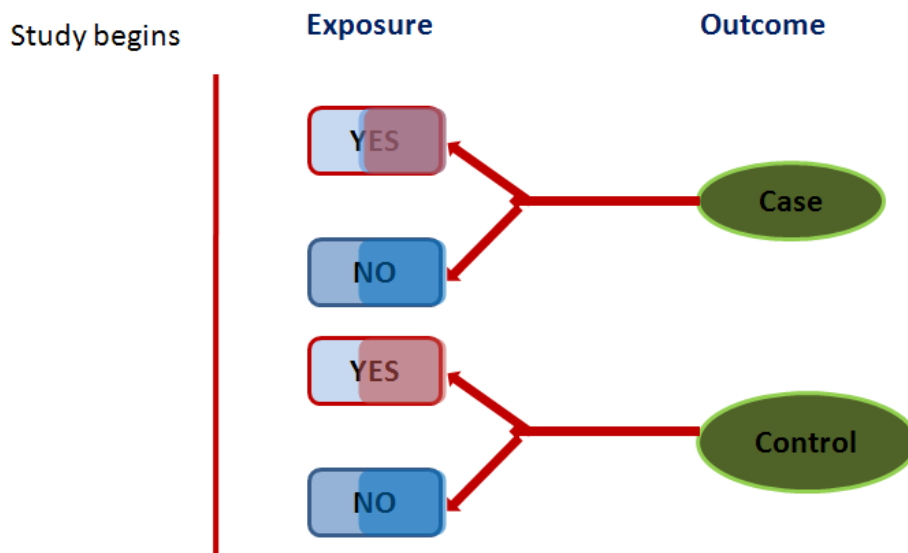 Study begins
Exposure
Outcome
YES
Case
NO
YES
Control
NO